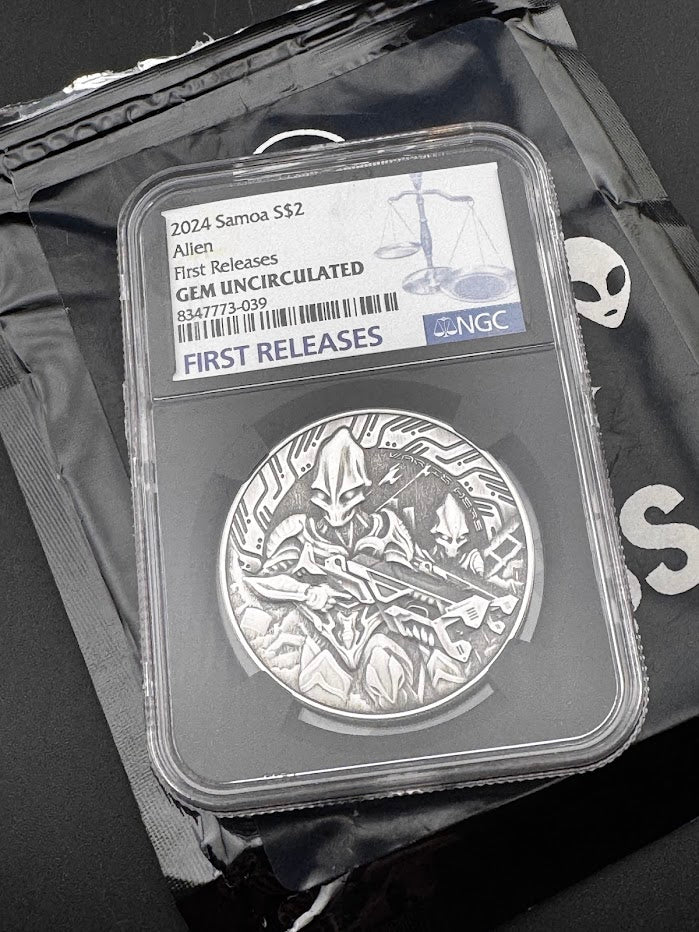 2024 Samoa S$2
Alien
First Releases
GEM UNCIRCULATED
8347773-039
FIRST RELEASES
NGC